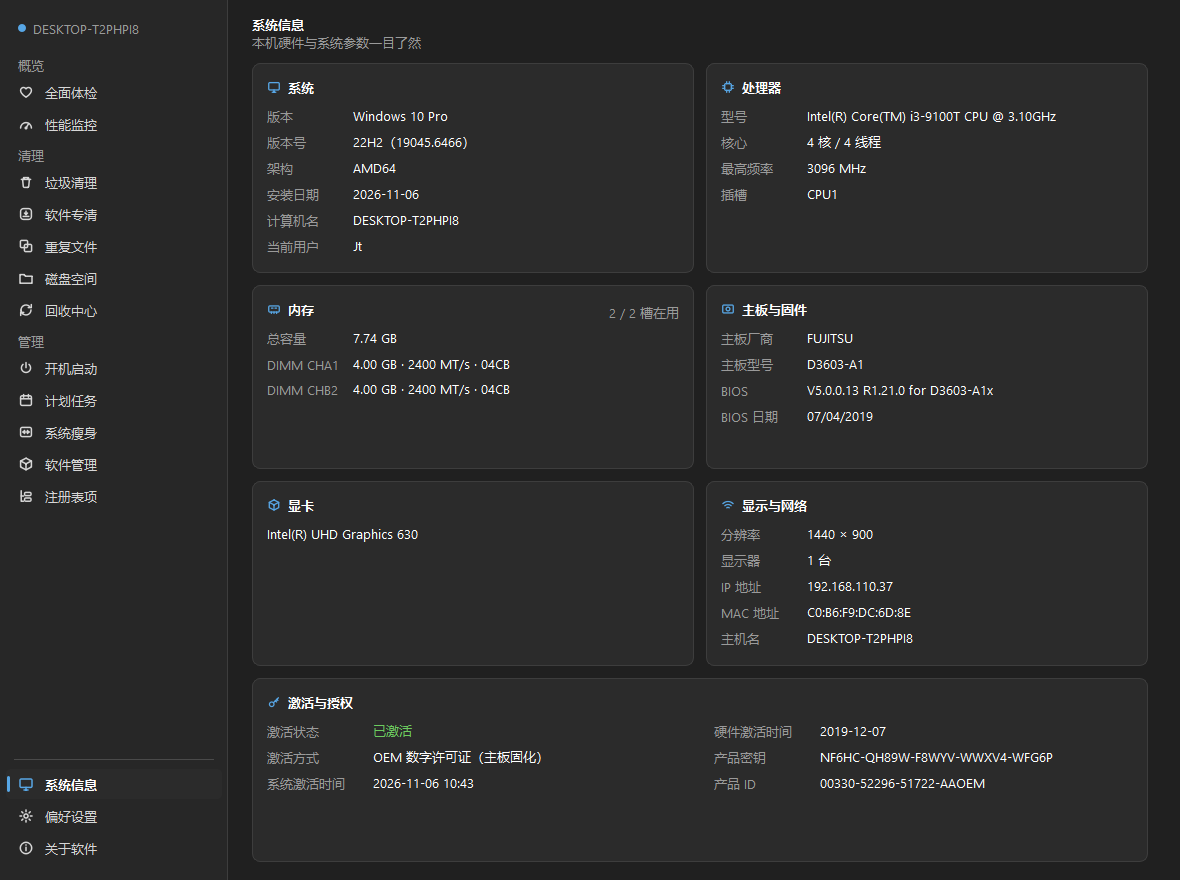 DESKTOP-T2PHPI8
概览
全面体检
性能监控
清理
垃圾清理
软件专清
重复文件
磁盘空间
回收中心
管理
开机启动
计划任务
系统瘦身
软件管理
注册表项
系统信息
偏好设置
关于软件
系统信息
本机硬件与系统参数一目了然
系统
版本 Windows 10 Pro
版本号 22H2（19045.6466）
架构 AMD64
安装日期 2026-11-06
计算机名 DESKTOP-T2PHPI8
当前用户 Jt
处理器
型号 Intel(R) Core(TM) i3-9100T CPU @ 3.10GHz
核心 4 核 / 4 线程
最高频率 3096 MHz
插槽 CPU1
内存 2 / 2 槽在用
总容量 7.74 GB
DIMM CHA1 4.00 GB · 2400 MT/s · 04CB
DIMM CHB2 4.00 GB · 2400 MT/s · 04CB
主板与固件
主板厂商 FUJITSU
主板型号 D3603-A1
BIOS V5.0.0.13 R1.21.0 for D3603-A1x
BIOS 日期 07/04/2019
显卡
Intel(R) UHD Graphics 630
显示与网络
分辨率 1440 × 900
显示器 1 台
IP 地址 192.168.110.37
MAC 地址 C0:B6:F9:DC:6D:8E
主机名 DESKTOP-T2PHPI8
激活与授权
激活状态 已激活
激活方式 OEM 数字许可证（主板固化）
系统激活时间 2026-11-06 10:43
硬件激活时间 2019-12-07
产品密钥 NF6HC-QH89W-F8WYV-WWXV4-WFG6P
产品 ID 00330-52296-51722-AAOEM